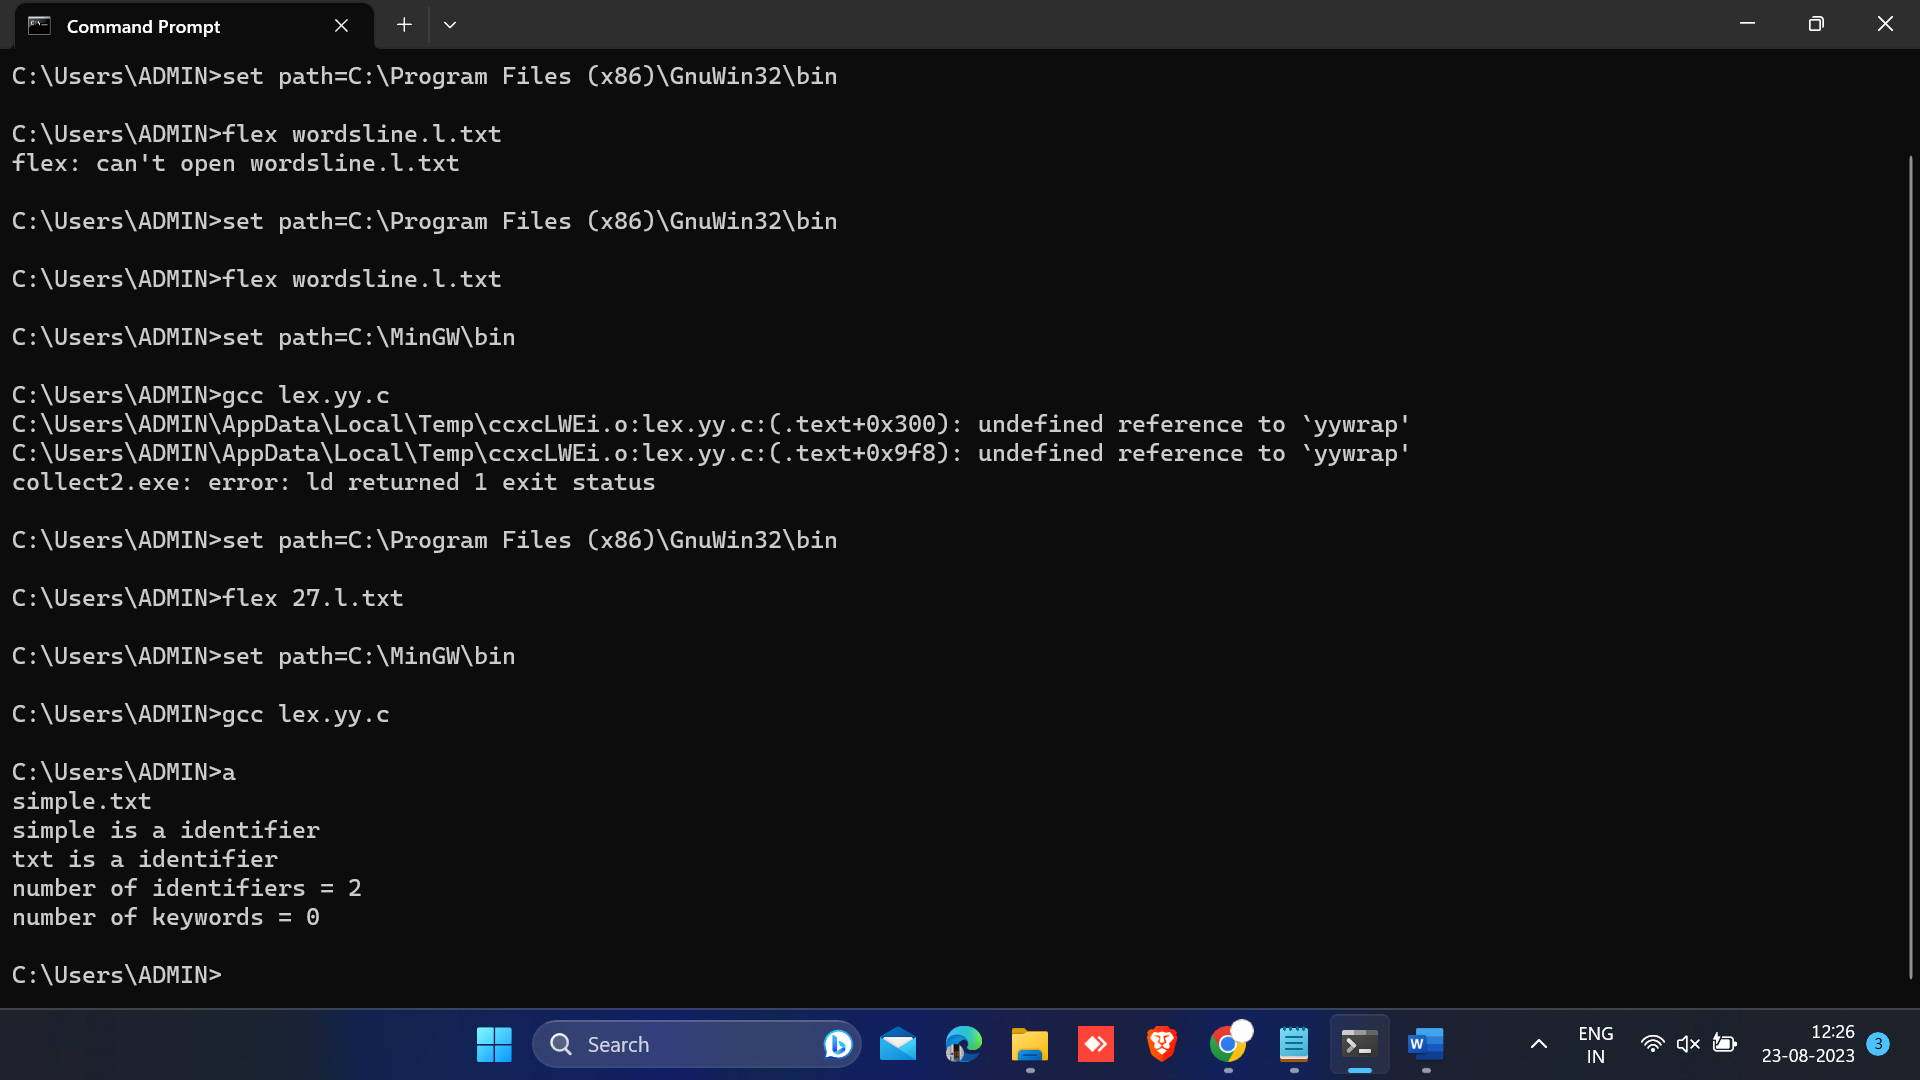 Command Prompt
C:\Users\ADMIN>set path=C:\Program Files (x86)\GnuWin32\bin
C:\Users\ADMIN>flex wordsline.l.txt
flex: can't open wordsline.l.txt
C:\Users\ADMIN>set path=C:\Program Files (x86)\GnuWin32\bin
C:\Users\ADMIN>flex wordsline.l.txt
C:\Users\ADMIN>set path=C:\MinGW\bin
C:\Users\ADMIN>gcc lex.yy.c
C:\Users\ADMIN\AppData\Local\Temp\ccxcLWEi.o:lex.yy.c:(.text+0x300): undefined reference to `yywrap'
C:\Users\ADMIN\AppData\Local\Temp\ccxcLWEi.o:lex.yy.c:(.text+0x9f8): undefined reference to `yywrap'
collect2.exe: error: ld returned 1 exit status
C:\Users\ADMIN>set path=C:\Program Files (x86)\GnuWin32\bin
C:\Users\ADMIN>flex 27.l.txt
C:\Users\ADMIN>set path=C:\MinGW\bin
C:\Users\ADMIN>gcc lex.yy.c
C:\Users\ADMIN>a
simple.txt
simple is a identifier
txt is a identifier
number of identifiers = 2
number of keywords = 0
C:\Users\ADMIN>
Search
W
ENG
IN
12:26
23-08-2023
3